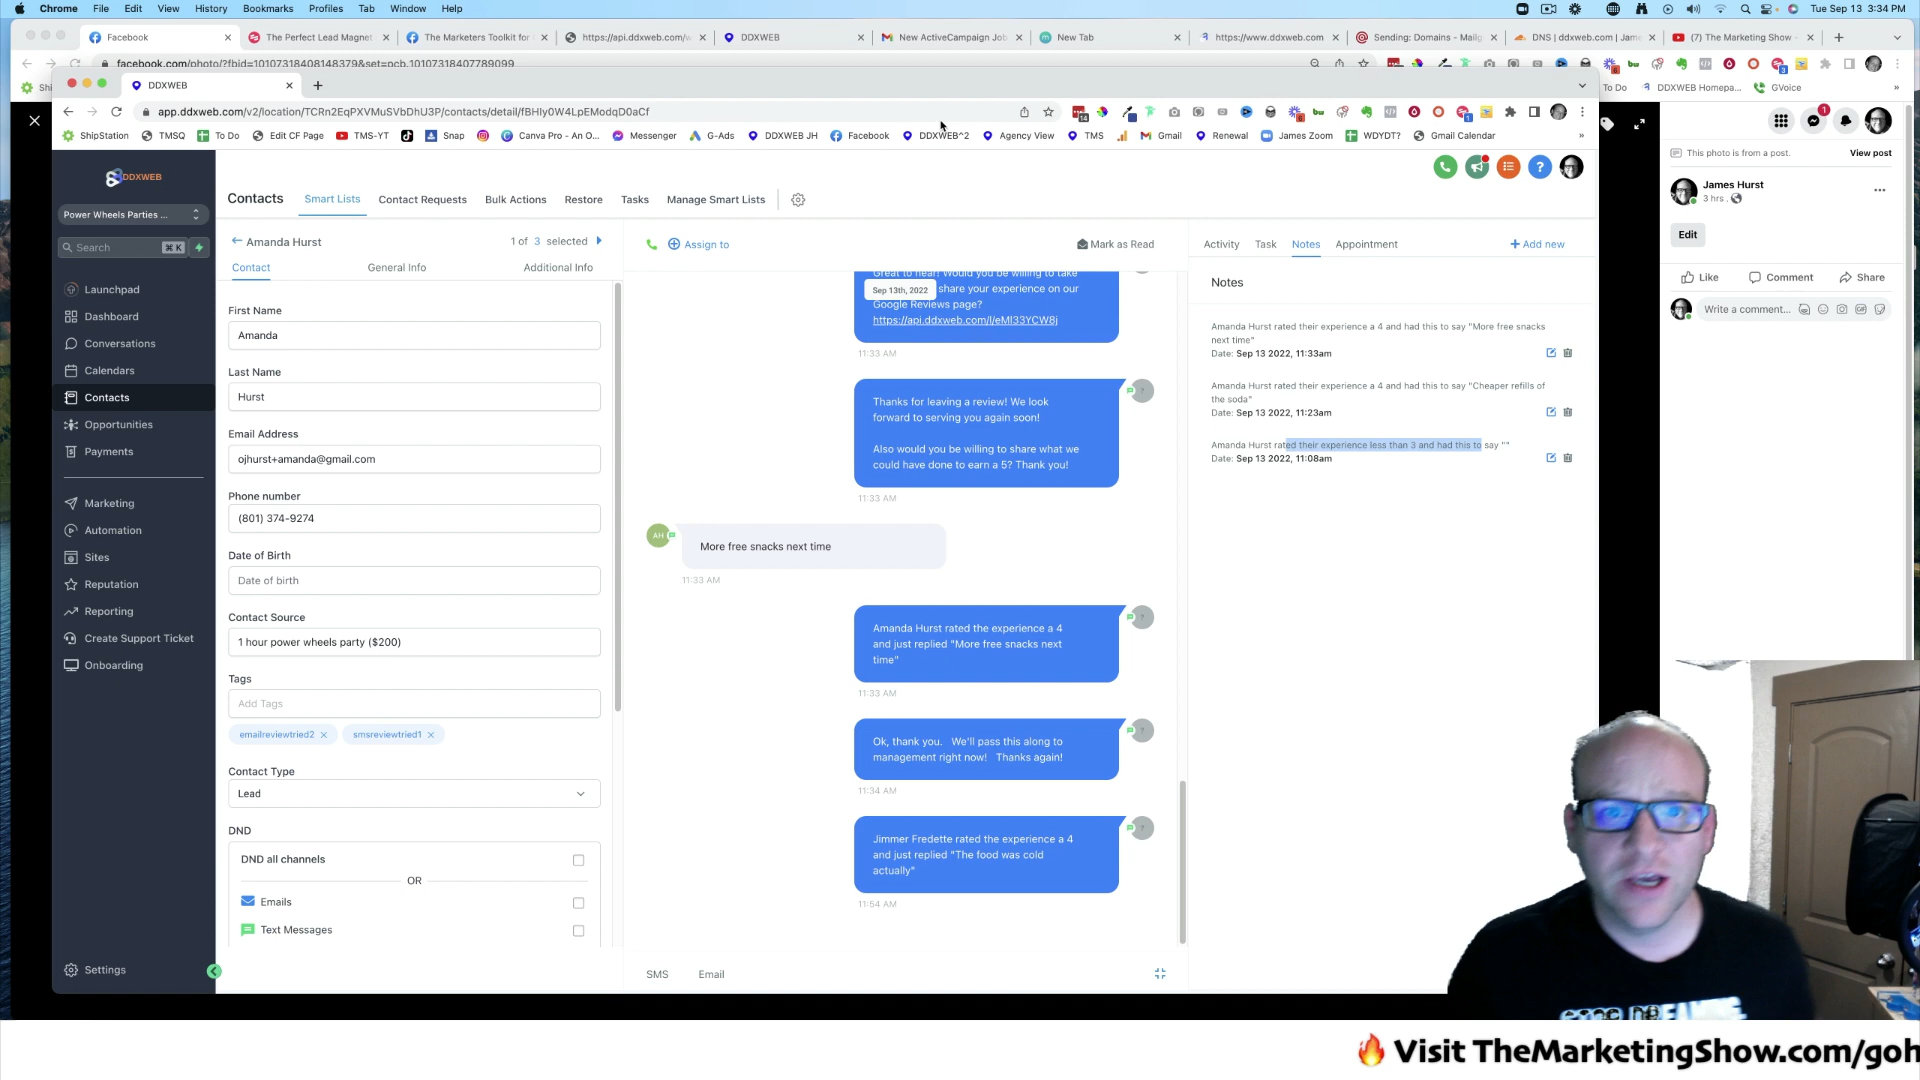 Chrome File Edit View History Bookmarks Profiles Tab Window Help
Tue Sep 13 3:34 PM
Facebook
The Perfect Lead Magnet
The Marketers Toolkit for
https://api.ddxweb.com/
DDXWEB
New ActiveCampaign Job
New Tab
https://www.ddxweb.com
Sending: Domains - Mailg
DNS | ddxweb.com | Jam
(7) The Marketing Show -
facebook.com/photo/?fbid=10107318408148379&set=pcb.10107318407789099
DDXWEB
app.ddxweb.com/v2/location/TCRn2EqPXVMuSVbDhU3P/contacts/detail/fBHIy0W4LpEModqD0aCf
ShipStation TMSQ To Do Edit CF Page TMS-YT Snap Canva Pro - An O... Messenger G-Ads DDXWEB JH Facebook DDXWEB^2 Agency View TMS Gmail Renewal James Zoom WDYDT? Gmail Calendar
To Do DDXWEB Homepa... GVoice
DDXWEB
Power Wheels Parties ...
Search ⌘ K
Launchpad
Dashboard
Conversations
Calendars
Contacts
Opportunities
Payments
Marketing
Automation
Sites
Reputation
Reporting
Create Support Ticket
Onboarding
Settings
Contacts Smart Lists Contact Requests Bulk Actions Restore Tasks Manage Smart Lists
Amanda Hurst
1 of 3 selected
Contact General Info Additional Info
First Name
Amanda
Last Name
Hurst
Email Address
ojhurst+amanda@gmail.com
Phone number
(801) 374-9274
Date of Birth
Date of birth
Contact Source
1 hour power wheels party ($200)
Tags
Add Tags
emailreviewtried2 smsreviewtried1
Contact Type
Lead
DND
DND all channels
OR
Emails
Text Messages
Assign to
Mark as Read
Great to hear! Would you be willing to take
Sep 13th, 2022
share your experience on our
Google Reviews page?
https://api.ddxweb.com/l/eMI33YCW8j
11:33 AM
Thanks for leaving a review! We look
forward to serving you again soon!
Also would you be willing to share what we
could have done to earn a 5? Thank you!
11:33 AM
AH
More free snacks next time
11:33 AM
Amanda Hurst rated the experience a 4
and just replied "More free snacks next
time"
11:33 AM
Ok, thank you. We'll pass this along to
management right now! Thanks again!
11:34 AM
Jimmer Fredette rated the experience a 4
and just replied "The food was cold
actually"
11:54 AM
SMS Email
Activity Task Notes Appointment
+ Add new
Notes
Amanda Hurst rated their experience a 4 and had this to say "More free snacks
next time"
Date: Sep 13 2022, 11:33am
Amanda Hurst rated their experience a 4 and had this to say "Cheaper refills of
the soda"
Date: Sep 13 2022, 11:23am
Amanda Hurst rated their experience less than 3 and had this to say ""
Date: Sep 13 2022, 11:08am
This photo is from a post. View post
James Hurst
3 hrs ·
Edit
Like Comment Share
Write a comment...
Visit TheMarketingShow.com/goh